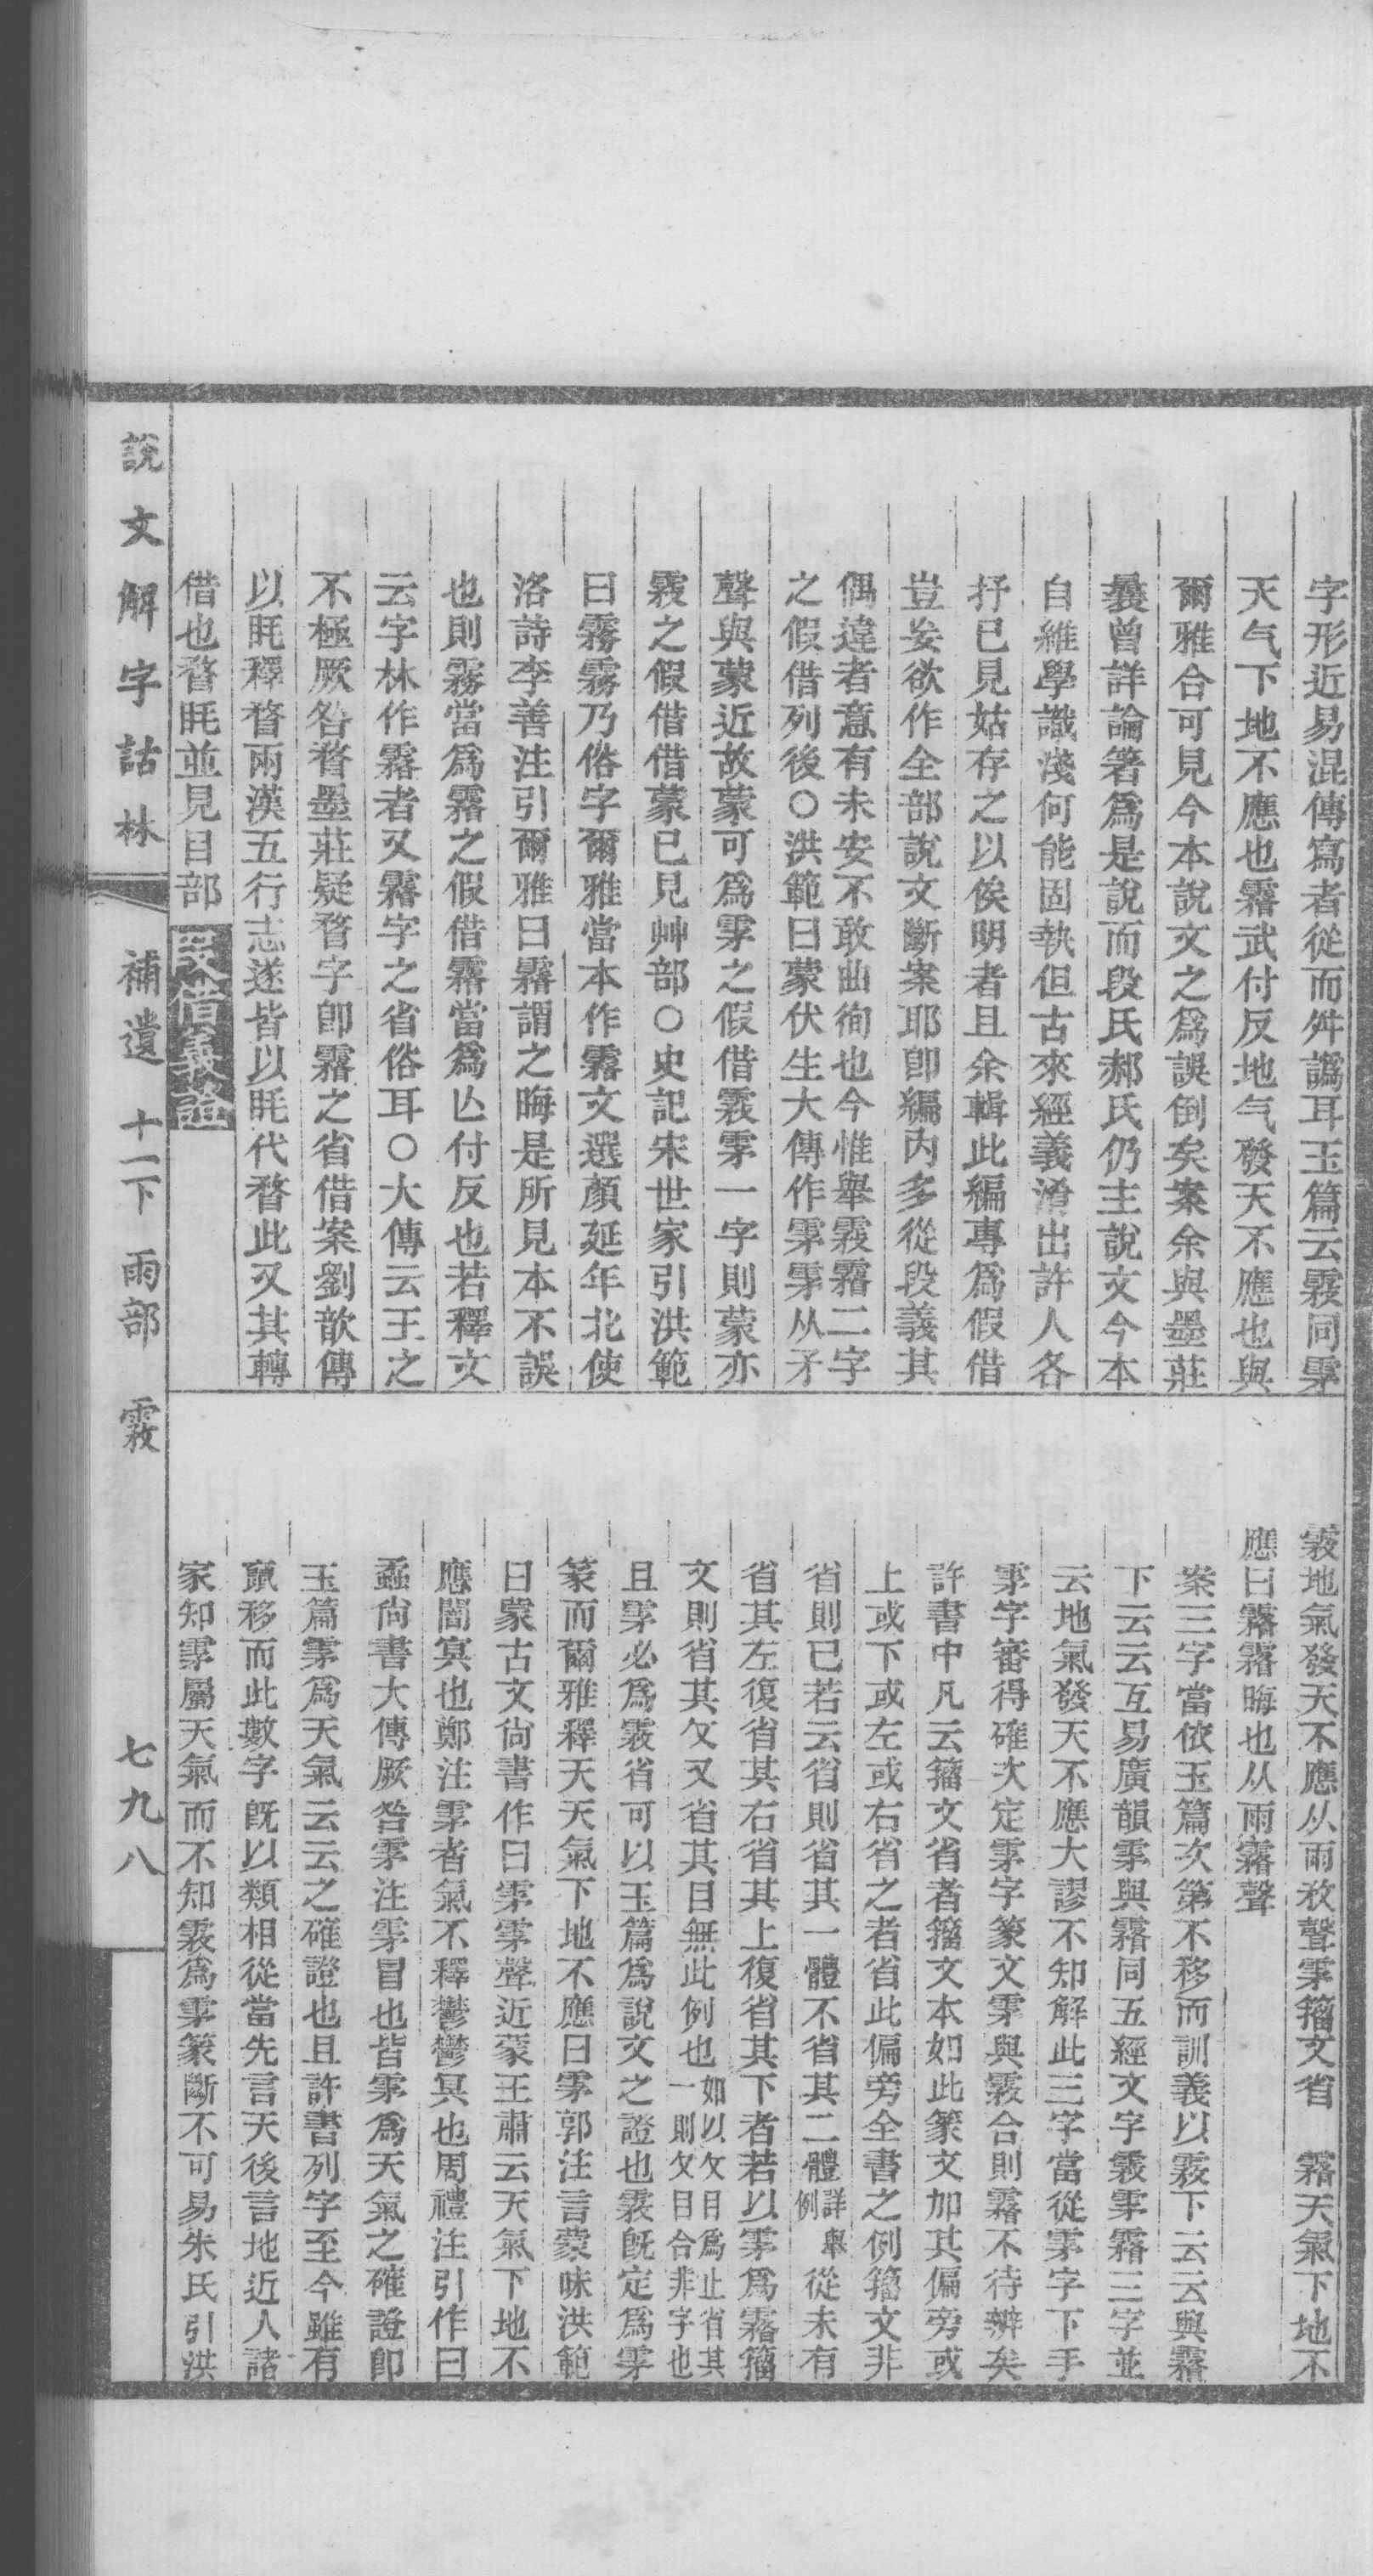 字形近易混傳寫者從而舛譌耳玉篇云霚同雺
天气下地不應也霿武付反地气發天不應也與
爾雅合可見今本說文之爲誤倒矣案余與墨莊
曩曾詳論箸爲是說而段氏郝氏仍主說文今本
自維學識淺何能固執但古來經義淆出許人各
抒已見姑存之以俟明者且余輯此編專爲假借
豈妄欲作全部說文斷案耶卽編內多從段義其
偶違者意有未安不敢曲徇也今惟舉霚霿二字
之假借列後○洪範曰蒙伏生大傳作雺雺从矛
聲與蒙近故蒙可爲雺之假借霚雺一字則蒙亦
霚之假借借蒙已見艸部○史記宋世家引洪範
曰霧霧乃俗字爾雅當本作霿文選顏延年北使
洛詩李善注引爾雅曰霿謂之晦是所見本不誤
也則霧當爲霿之假借霿當爲亾付反也若釋文
云字林作霿者又霿字之省俗耳○大傳云王之
不極厥咎瞀墨莊疑瞀字卽霿之省借案劉歆傳
以眊釋瞀兩漢五行志遂皆以眊代瞀此又其轉
借也瞀眊並見目部
霚地氣發天不應从雨敄聲雺籒文省　霿天氣下地不
應曰霿霿晦也从雨瞀聲
桉三字當依玉篇次第不移而訓義以霚下云云與霿
下云云互易廣韻雺與霿同五經文字霚雺霿三字並
云地氣發天不應大謬不知解此三字當從雺字下手
雺字審得確次定雺字篆文雺與霚合則霿不待辨矣
許書中凡云籒文省者籒文本如此篆文加其偏旁或
上或下或左或右省之者省此偏旁全書之例籒文非
省則已若云省則省其一體不省其二體詳舉例從未有
省其左復省其右省其上復省其下者若以雺爲霿籒
文則省其攵又省其目無此例也如以攵目爲止省其一則攵目合非字也
且雺必爲霚省可以玉篇爲說文之證也霚旣定爲雺
篆而爾雅釋天天氣下地不應曰雺郭注言蒙昧洪範
曰蒙古文尙書作曰雺雺聲近蒙王肅云天氣下地不
應闇冥也鄭注雺者氣不釋鬱鬱冥也周禮注引作曰
蟊尙書大傳厥咎雺注雺冒也皆雺爲天氣之確證卽
玉篇雺爲天氣云云之確證也且許書列字至今雖有
竄移而此數字旣以類相從當先言天後言地近人諸
家知雺屬天氣而不知霚爲雺篆斷不可易朱氏引洪
說文解字詁林　補遺　十一下　雨部　霚　七九八